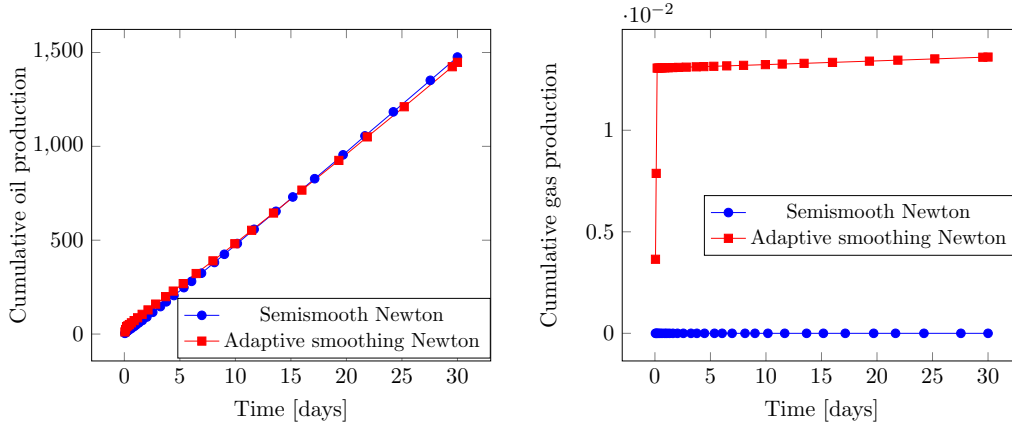 Cumulative oil production
1,500
1,000
500
0
0 5 10 15 20 25 30
Time [days]
Semismooth Newton
Adaptive smoothing Newton
·10−2
Cumulative gas production
1
0.5
0
0 5 10 15 20 25 30
Time [days]
Semismooth Newton
Adaptive smoothing Newton